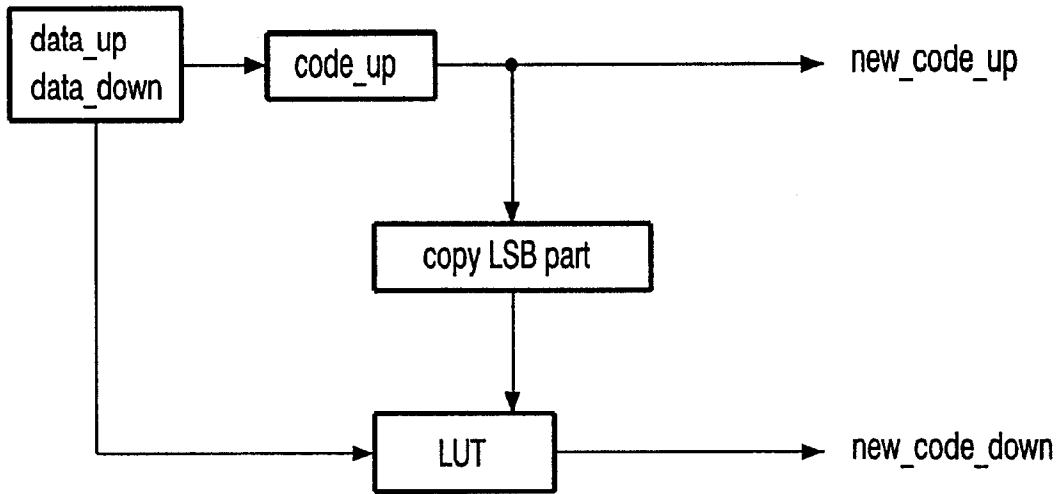 data_up
data_down
code_up
new_code_up
copy LSB part
LUT
new_code_down